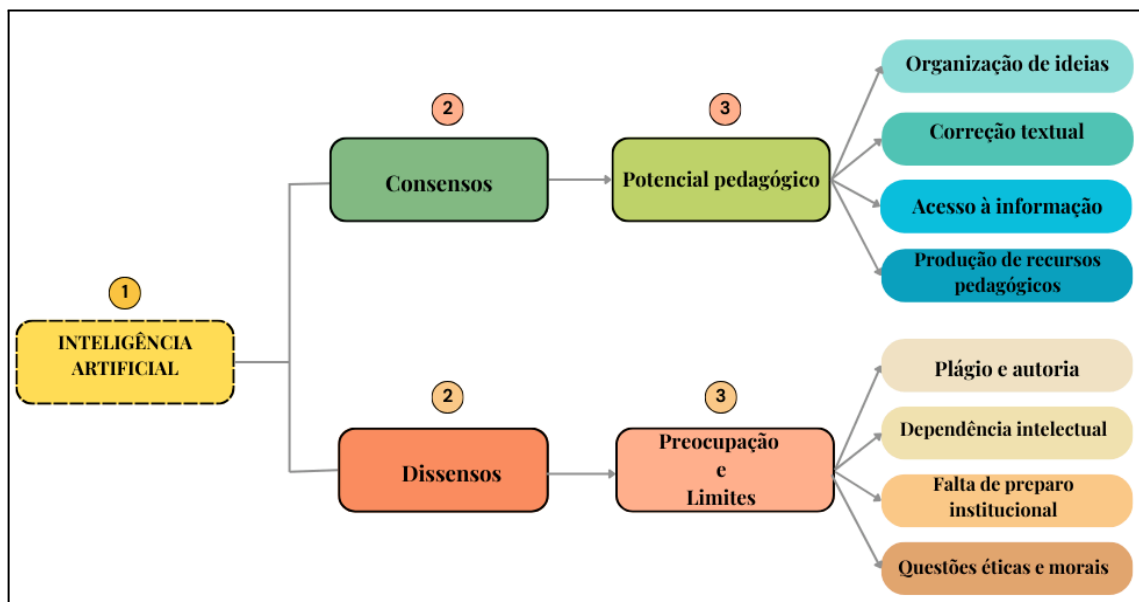 1
INTELIGÊNCIA
ARTIFICIAL
2
Consensos
3
Potencial pedagógico
Organização de ideias
Correção textual
Acesso à informação
Produção de recursos
pedagógicos
2
Dissensos
3
Preocupação
e
Limites
Plágio e autoria
Dependência intelectual
Falta de preparo
institucional
Questões éticas e morais